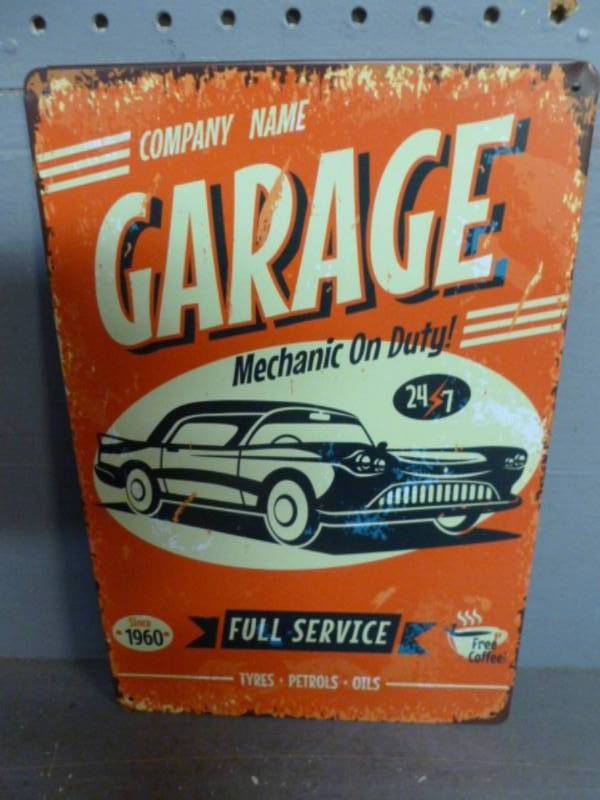 COMPANY NAME
GARAGE
Mechanic On Duty!
24 7
Since
1960
FULL SERVICE
Free
Coffee!
TYRES • PETROLS • OILS